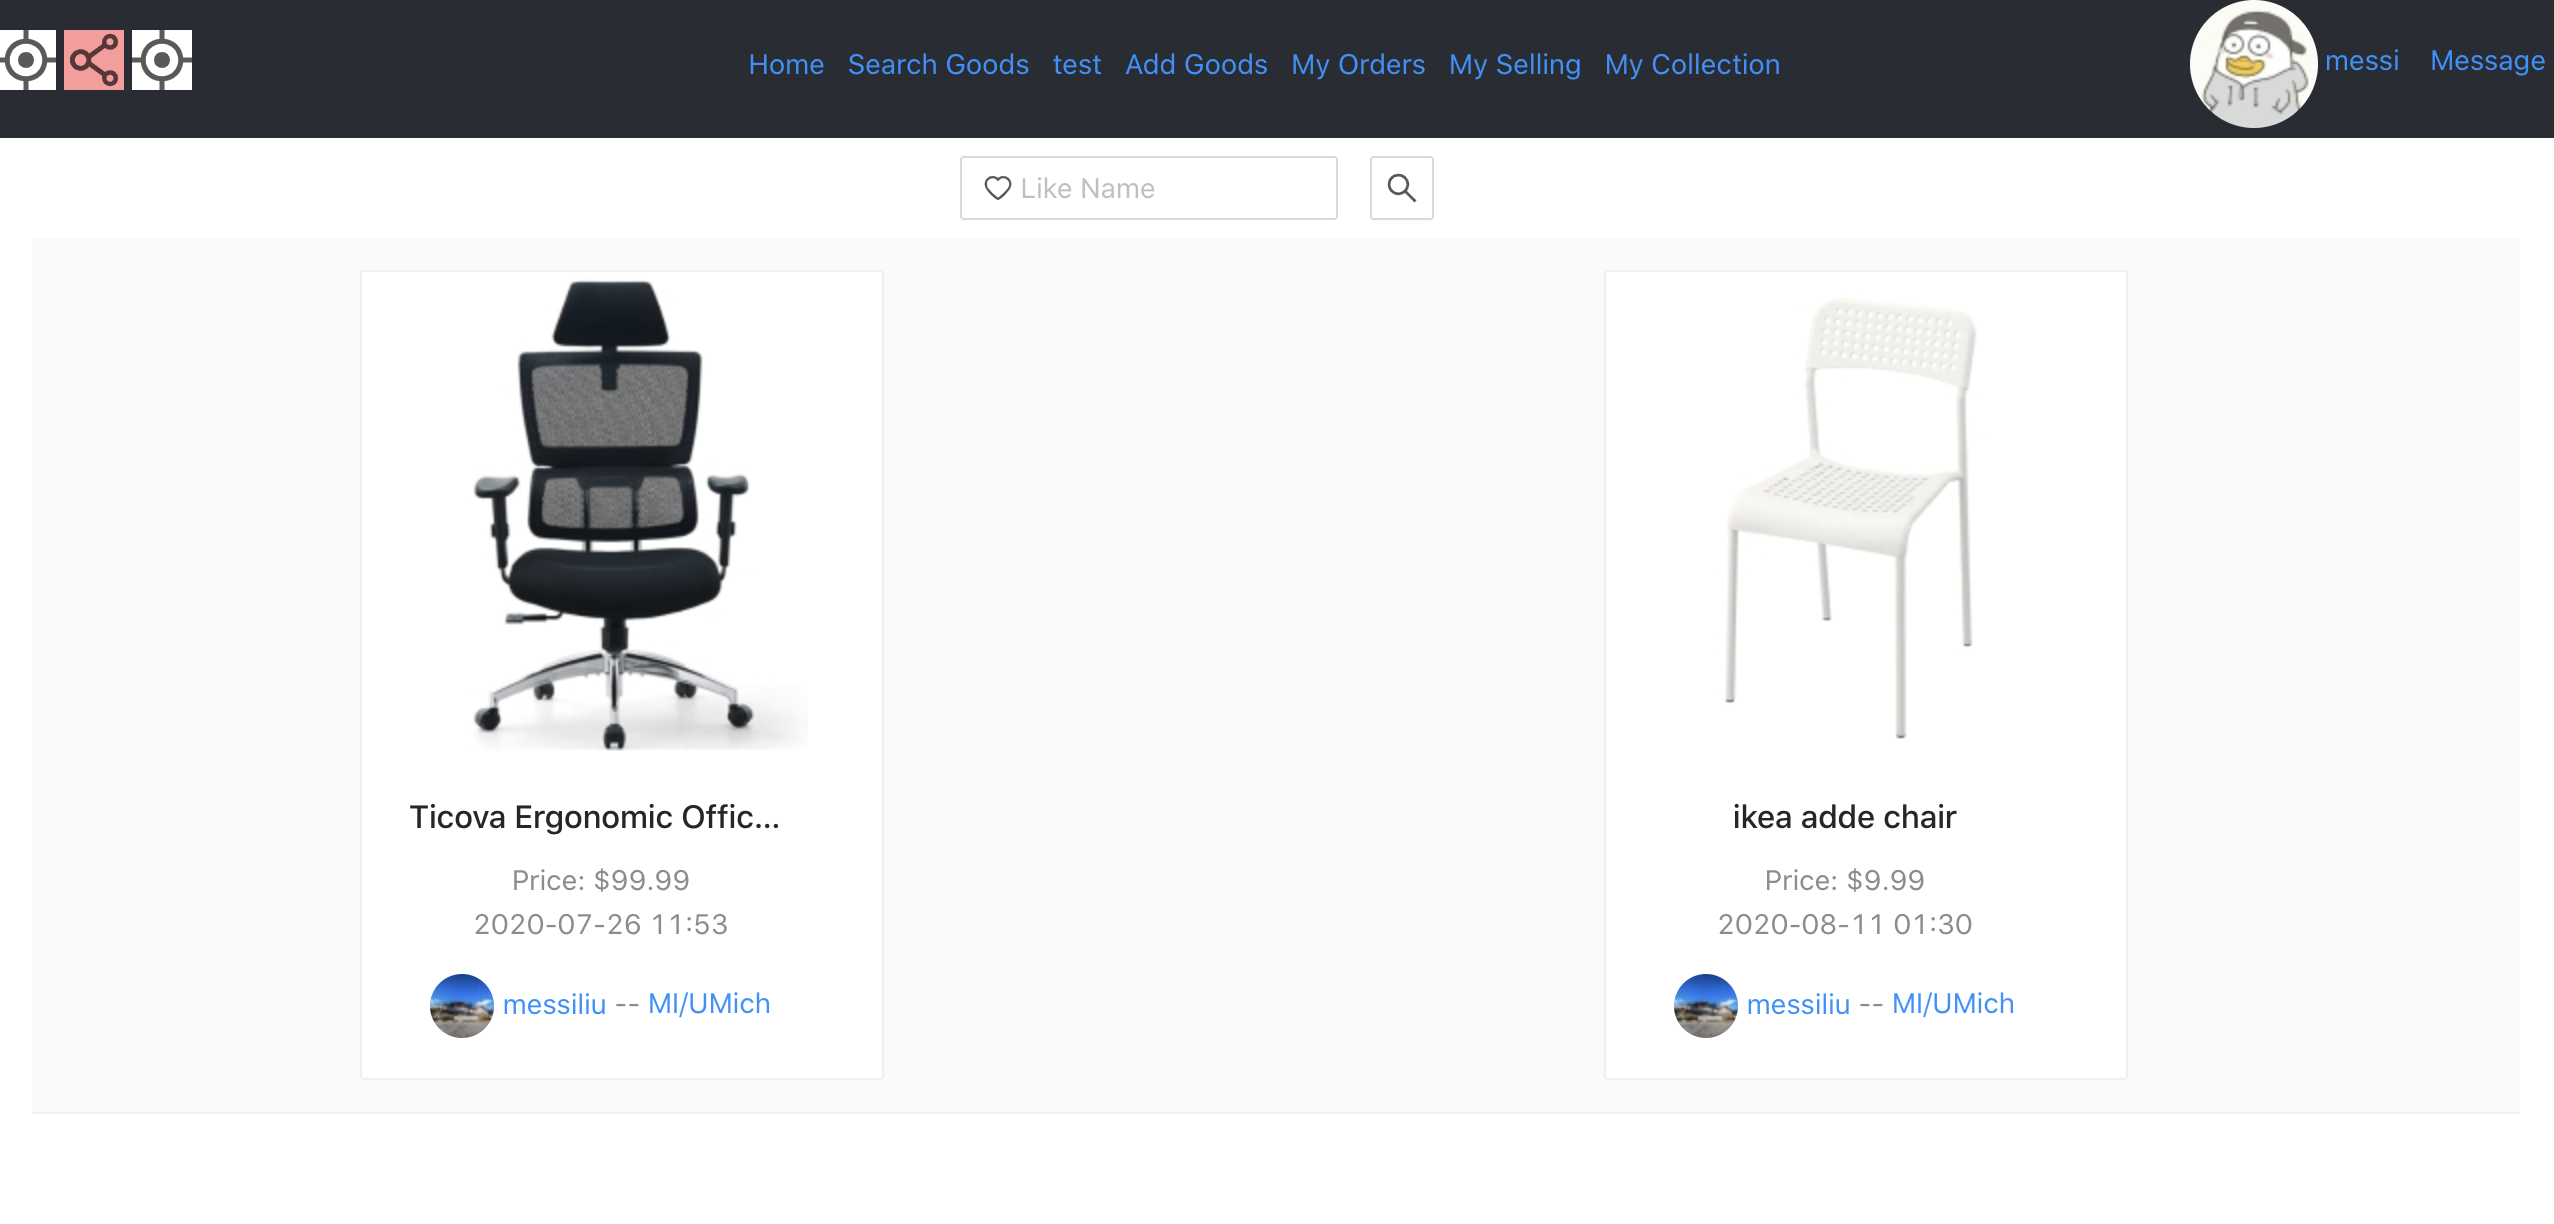 Home Search Goods test Add Goods My Orders My Selling My Collection messi Message
Like Name
Ticova Ergonomic Offic...
Price: $99.99
2020-07-26 11:53
messiliu -- MI/UMich
ikea adde chair
Price: $9.99
2020-08-11 01:30
messiliu -- MI/UMich